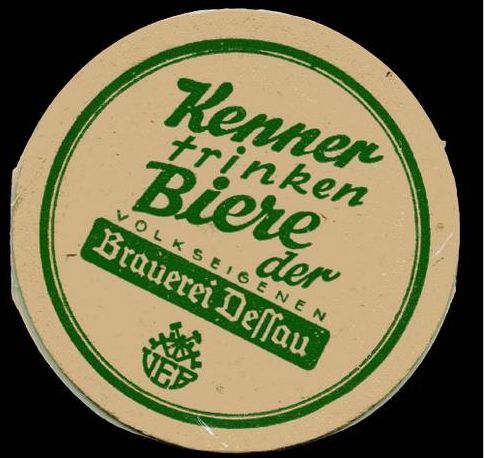 Kenner
trinken
Biere
der
VOLKSEIGENEN
Brauerei Deſſau
VEB